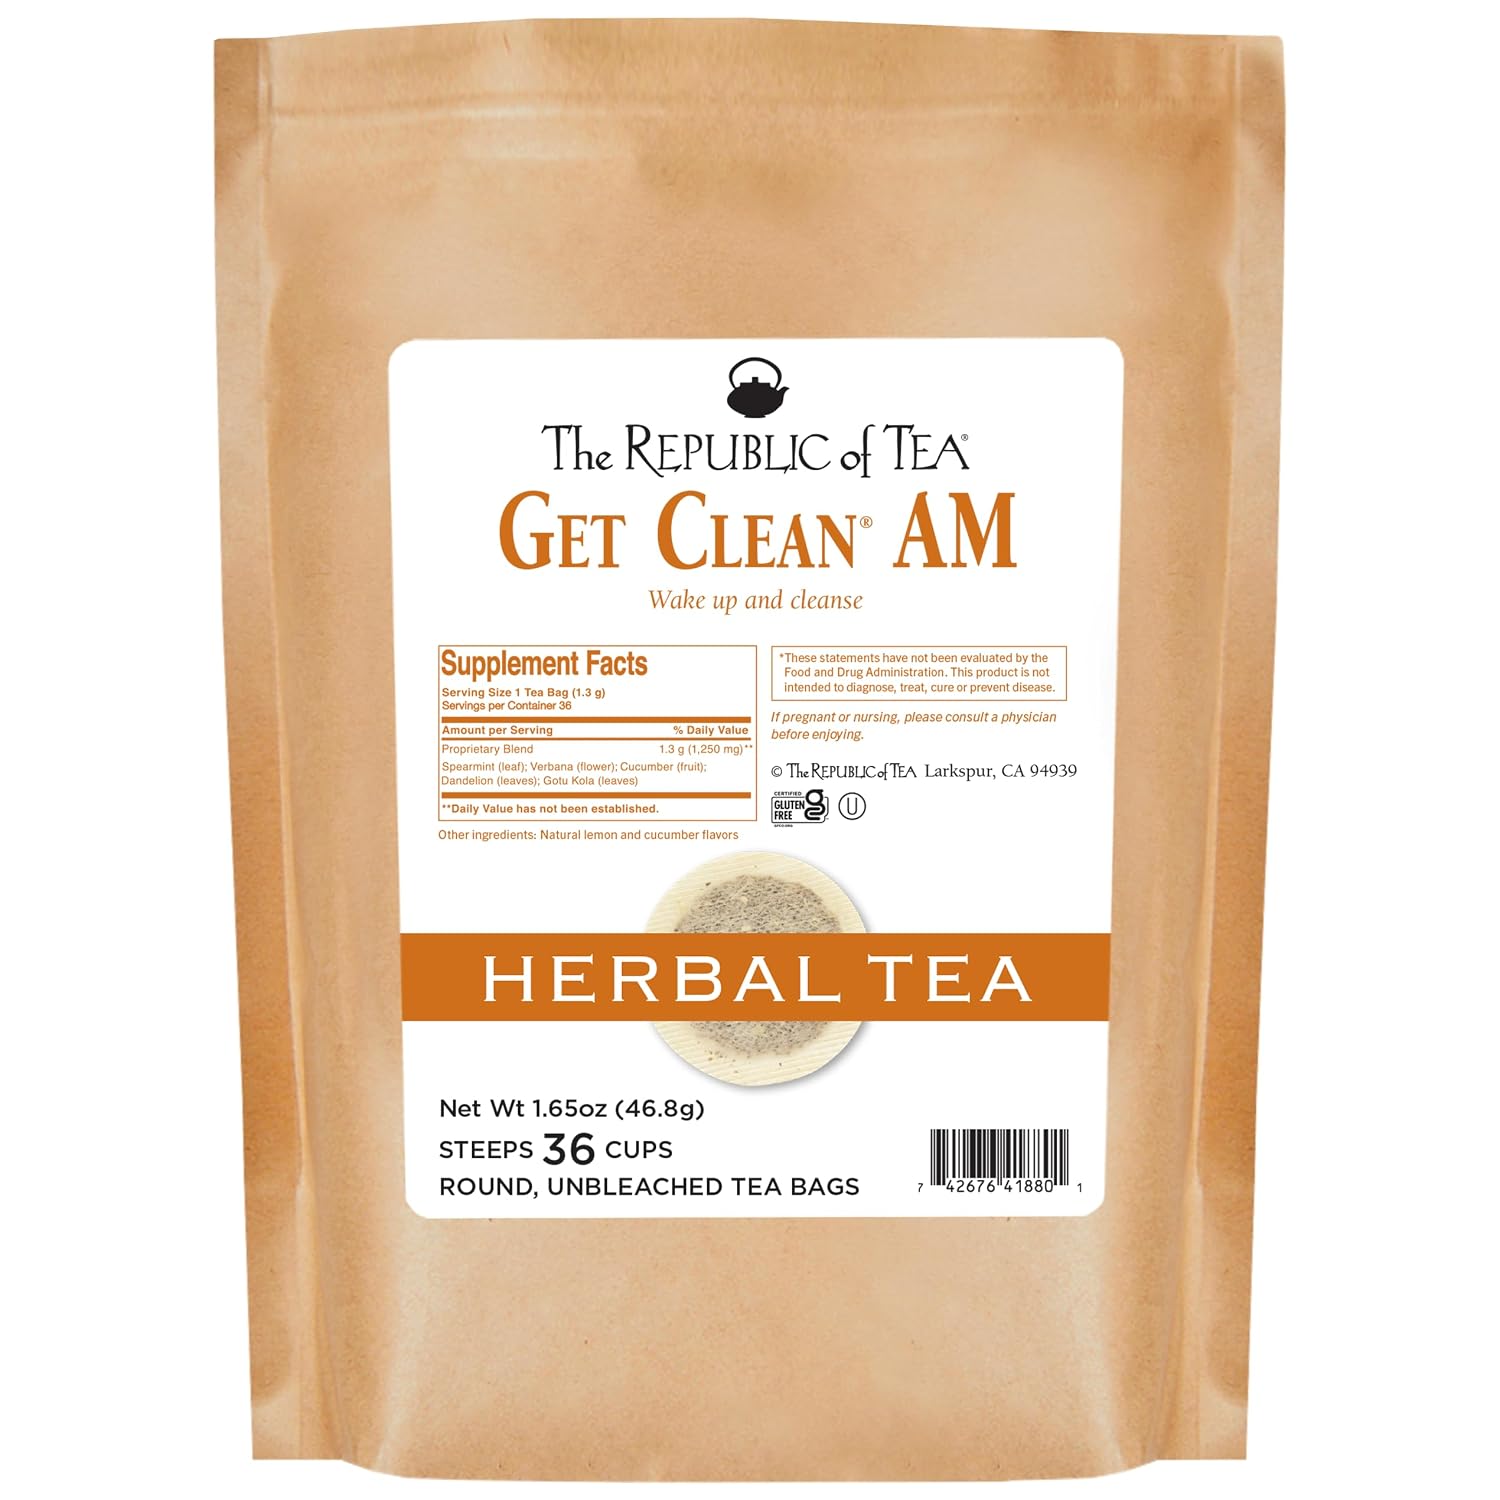 The REPUBLIC of TEA®
GET CLEAN® AM
Wake up and cleanse
Supplement Facts
Serving Size 1 Tea Bag (1.3 g)
Servings per Container 36
Amount per Serving % Daily Value
Proprietary Blend 1.3 g (1,250 mg)**
Spearmint (leaf); Verbana (flower); Cucumber (fruit);
Dandelion (leaves); Gotu Kola (leaves)
**Daily Value has not been established.
Other ingredients: Natural lemon and cucumber flavors
*These statements have not been evaluated by the
Food and Drug Administration. This product is not
intended to diagnose, treat, cure or prevent disease.
If pregnant or nursing, please consult a physician
before enjoying.
© The REPUBLIC of TEA Larkspur, CA 94939
CERTIFIED
GLUTEN
FREE
GFCO.ORG
U
HERBAL TEA
Net Wt 1.65oz (46.8g)
STEEPS 36 CUPS
ROUND, UNBLEACHED TEA BAGS
7 42676 41880 1